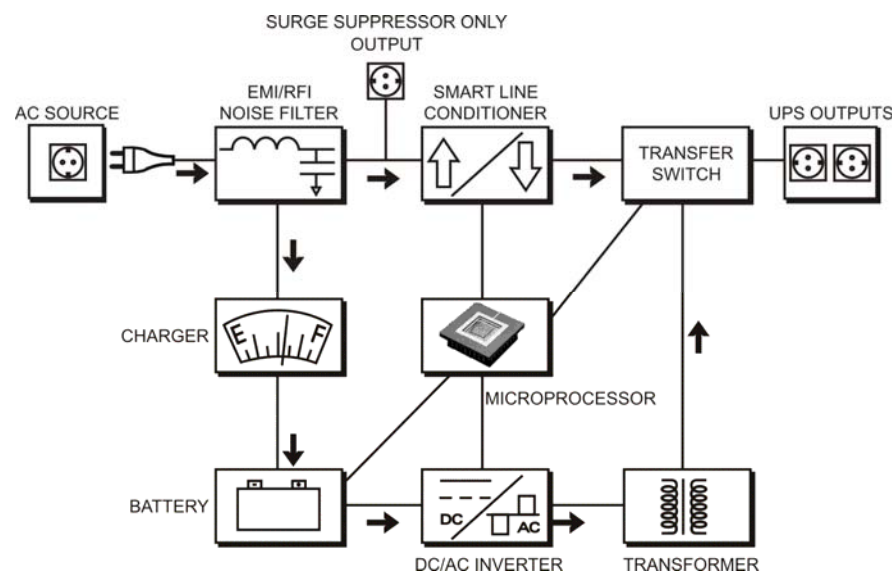 SURGE SUPPRESSOR ONLY
OUTPUT
AC SOURCE
EMI/RFI
NOISE FILTER
SMART LINE
CONDITIONER
UPS OUTPUTS
TRANSFER
SWITCH
CHARGER
E F
MICROPROCESSOR
BATTERY
- +
DC
AC
DC/AC INVERTER
TRANSFORMER